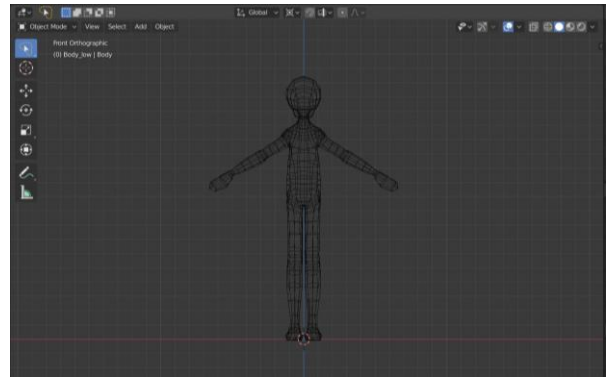 Global
Object Mode View Select Add Object
Front Orthographic
(0) Body_low | Body